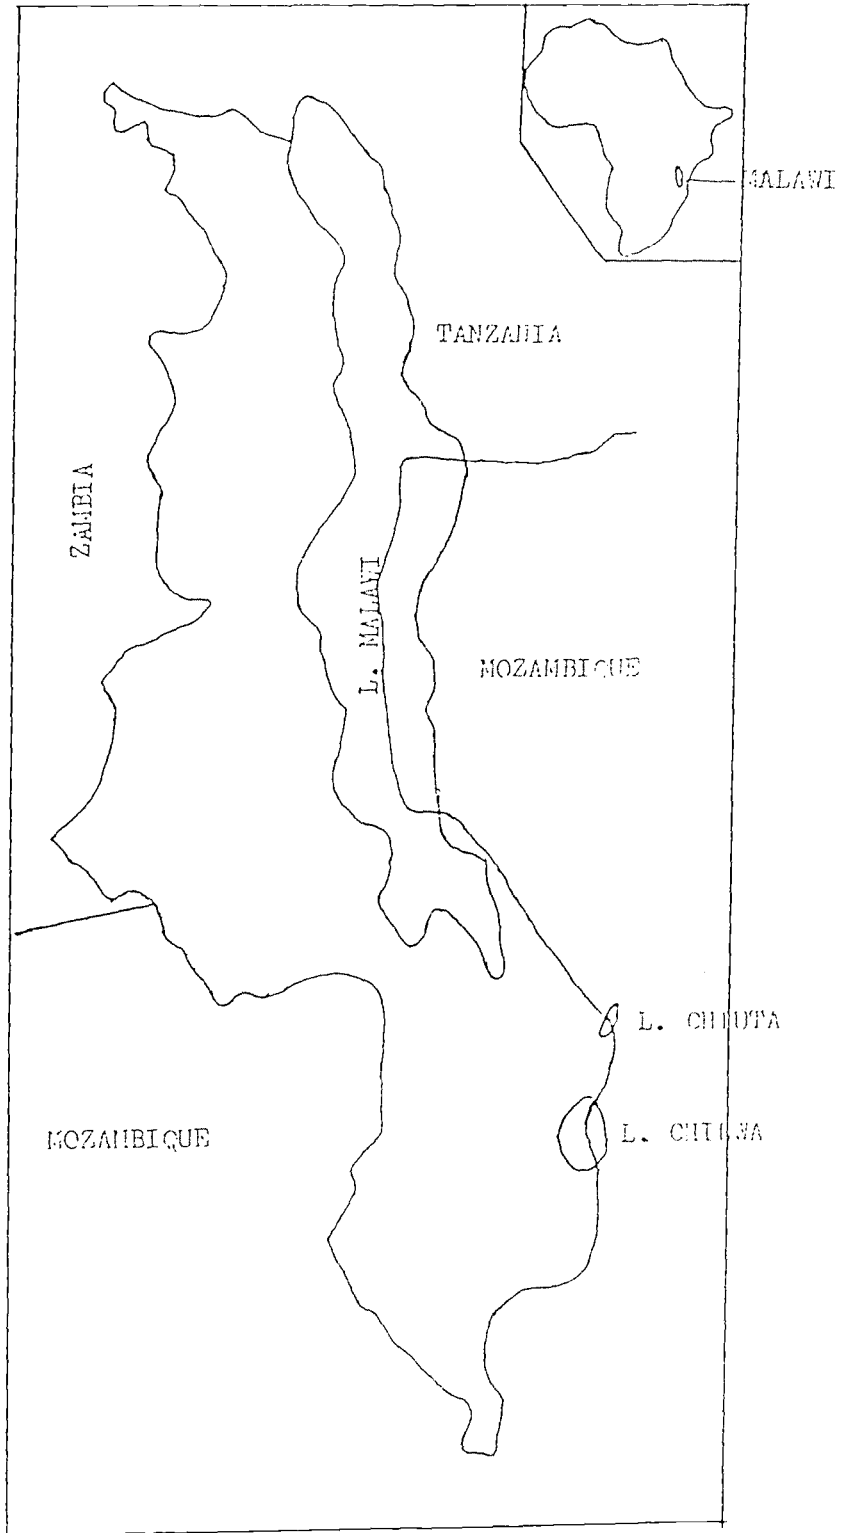 MALAWI
TANZANIA
ZAMBIA
L. MALAWI
MOZAMBIQUE
L. CHIUTA
L. CHILWA
MOZAMBIQUE